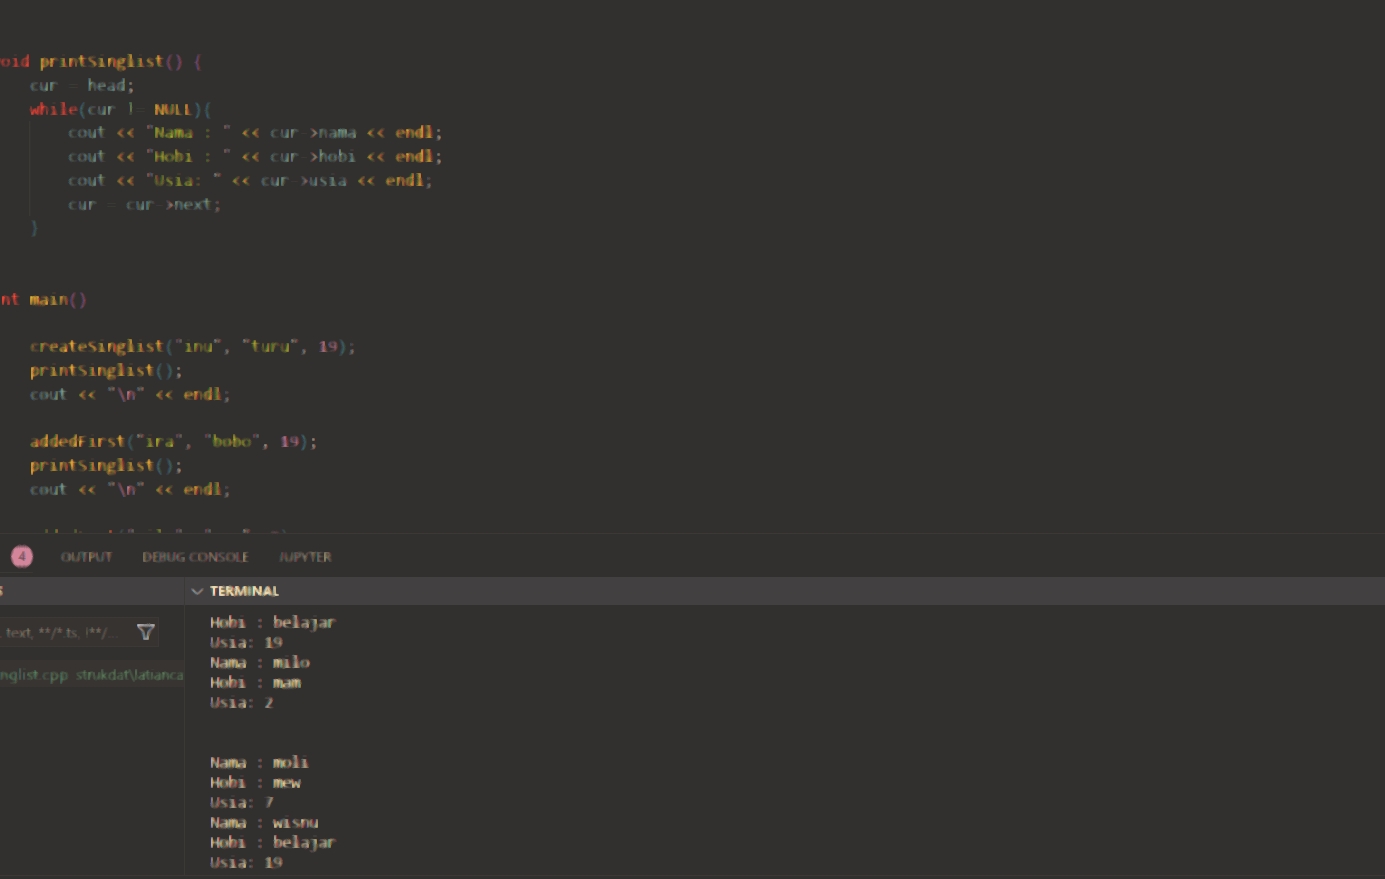 void printSinglist() {
cur = head;
while(cur != NULL){
cout << "Nama : " << cur->nama << endl;
cout << "Hobi : " << cur->hobi << endl;
cout << "Usia: " << cur->usia << endl;
cur = cur->next;
}
int main()
createSinglist("inu", "turu", 19);
printSinglist();
cout << "\n" << endl;
addedFirst("ira", "bobo", 19);
printSinglist();
cout << "\n" << endl;
4 OUTPUT DEBUG CONSOLE JUPYTER
S TERMINAL
text, **/*.ts, !**/...
nglist.cpp strukdat\latianca
Hobi : belajar
Usia: 19
Nama : milo
Hobi : mam
Usia: 2
Nama : moli
Hobi : mew
Usia: 7
Nama : wisnu
Hobi : belajar
Usia: 19